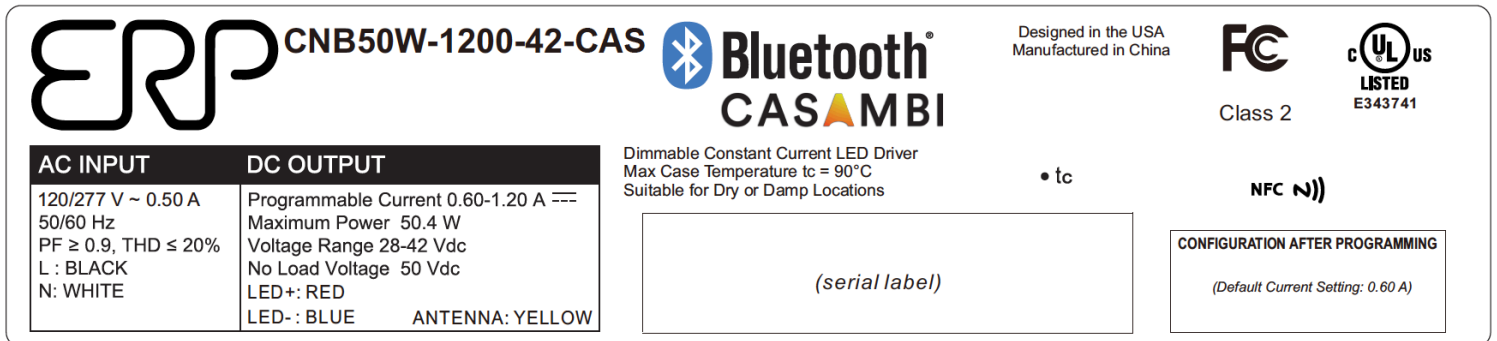 ERP
CNB50W-1200-42-CAS
Bluetooth®
CASAMBI
Designed in the USA
Manufactured in China
FC
Class 2
C UL® US
LISTED
E343741
AC INPUT
120/277 V ~ 0.50 A
50/60 Hz
PF ≥ 0.9, THD ≤ 20%
L : BLACK
N: WHITE
DC OUTPUT
Programmable Current 0.60-1.20 A ⎓
Maximum Power 50.4 W
Voltage Range 28-42 Vdc
No Load Voltage 50 Vdc
LED+: RED
LED- : BLUE ANTENNA: YELLOW
Dimmable Constant Current LED Driver
Max Case Temperature tc = 90°C
Suitable for Dry or Damp Locations
• tc
NFC
(serial label)
CONFIGURATION AFTER PROGRAMMING
(Default Current Setting: 0.60 A)